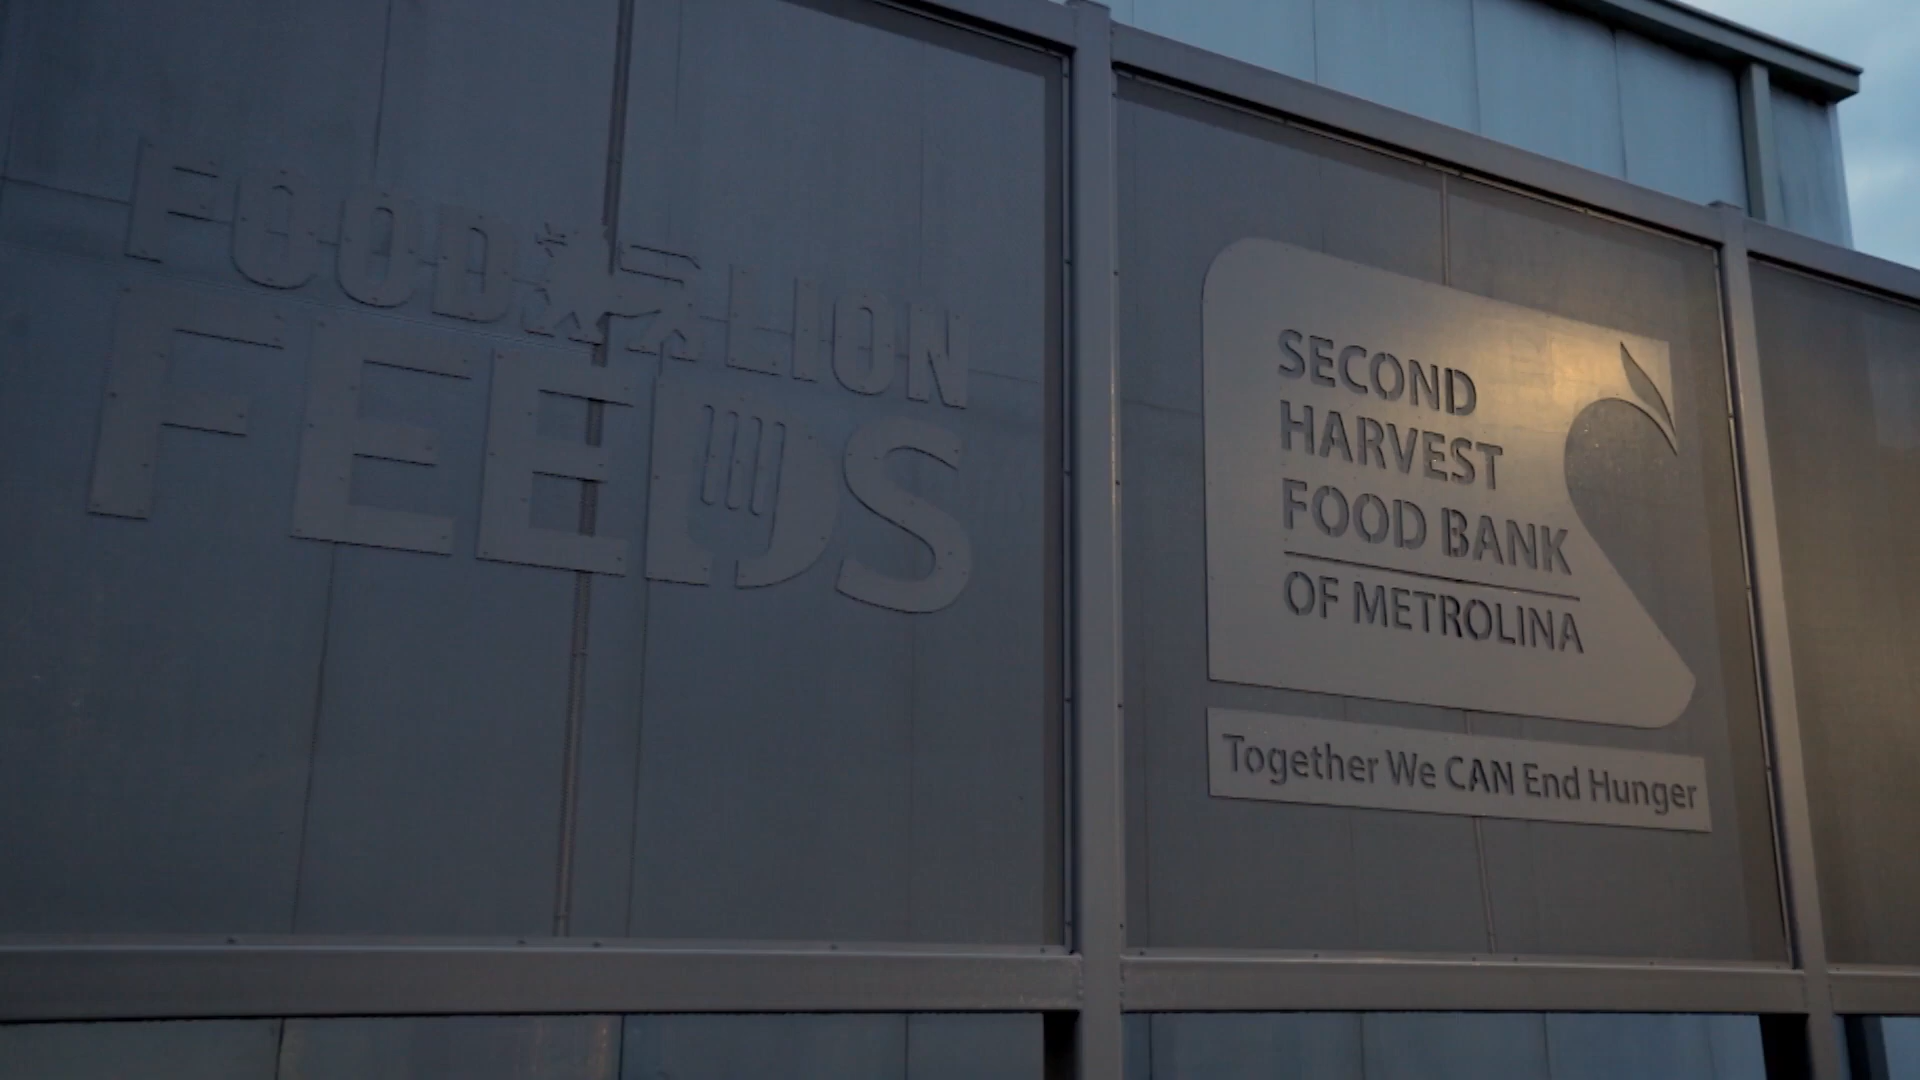 FOOD LION
FEEDS
SECOND
HARVEST
FOOD BANK
OF METROLINA
Together We CAN End Hunger